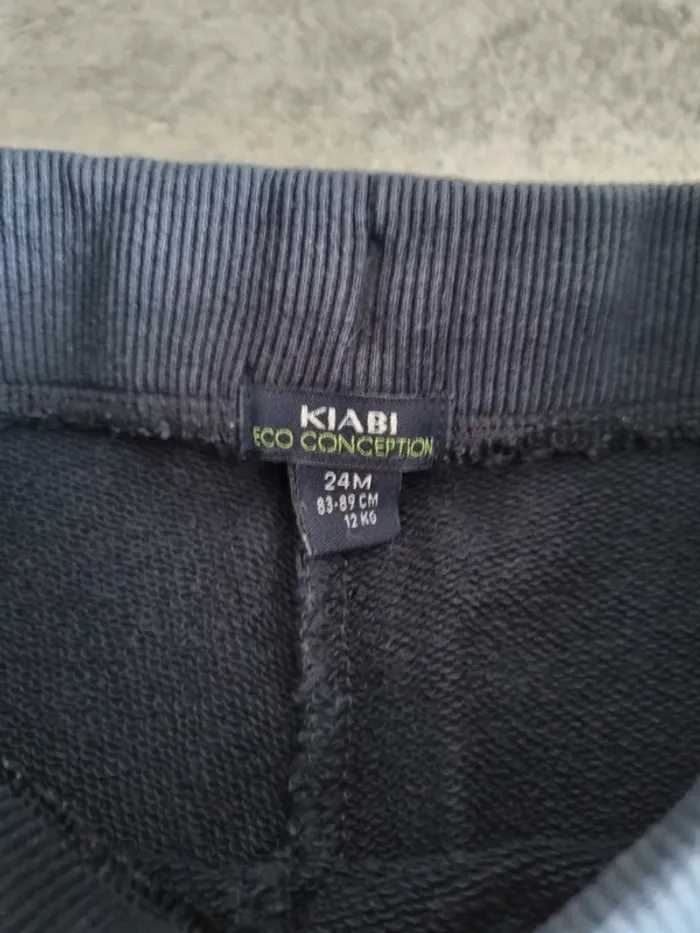 KIABI
ECO CONCEPTION
24M
83-89 CM
12 KG